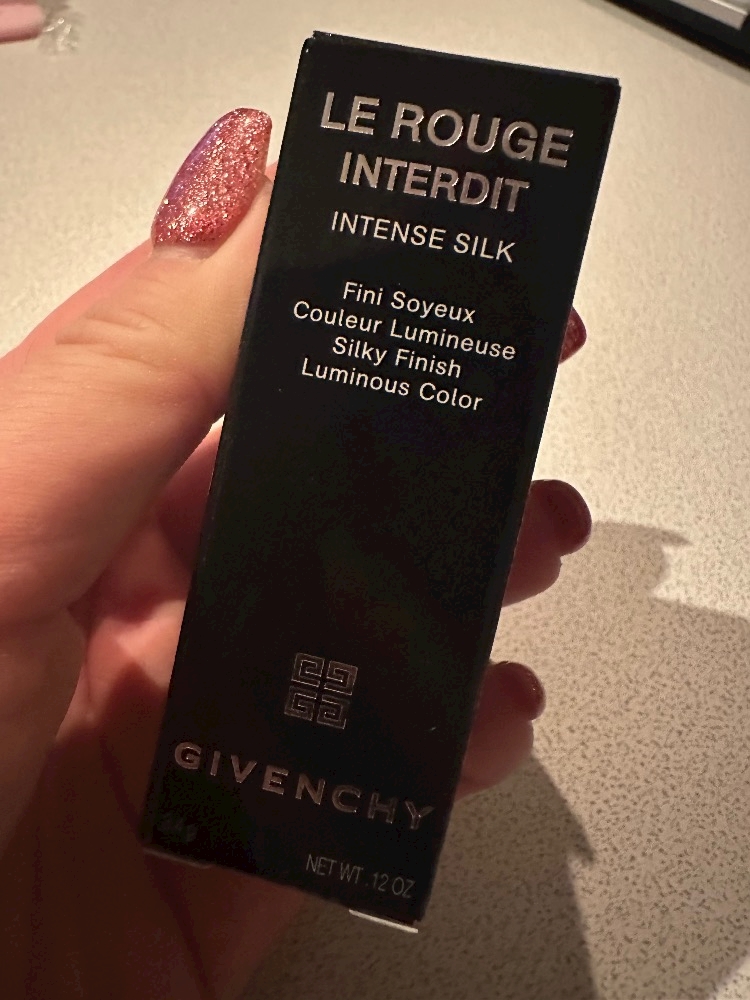 LE ROUGE
INTERDIT
INTENSE SILK
Fini Soyeux
Couleur Lumineuse
Silky Finish
Luminous Color
GIVENCHY
NET WT .12 OZ